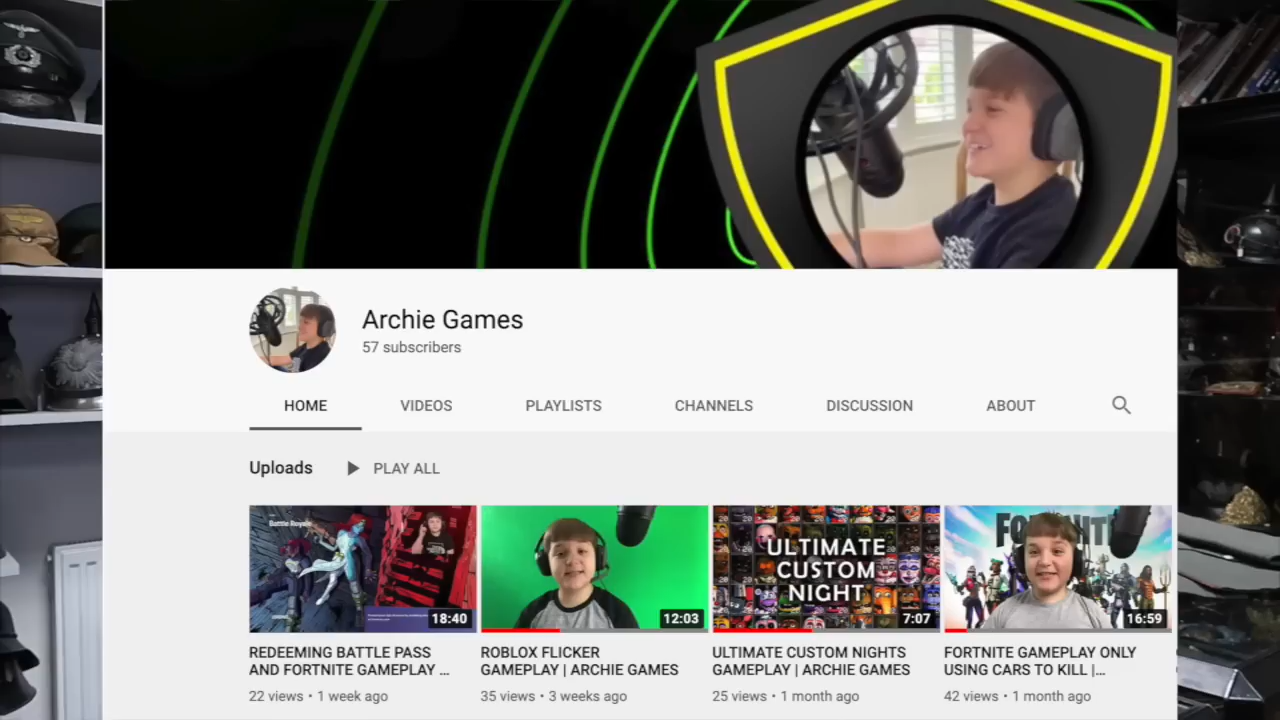 Archie Games
57 subscribers
HOME VIDEOS PLAYLISTS CHANNELS DISCUSSION ABOUT
Uploads PLAY ALL
Battle Royale
18:40
12:03
ULTIMATE
CUSTOM
NIGHT
7:07
16:59
REDEEMING BATTLE PASS
AND FORTNITE GAMEPLAY ...
22 views • 1 week ago
ROBLOX FLICKER
GAMEPLAY | ARCHIE GAMES
35 views • 3 weeks ago
ULTIMATE CUSTOM NIGHTS
GAMEPLAY | ARCHIE GAMES
25 views • 1 month ago
FORTNITE GAMEPLAY ONLY
USING CARS TO KILL |...
42 views • 1 month ago